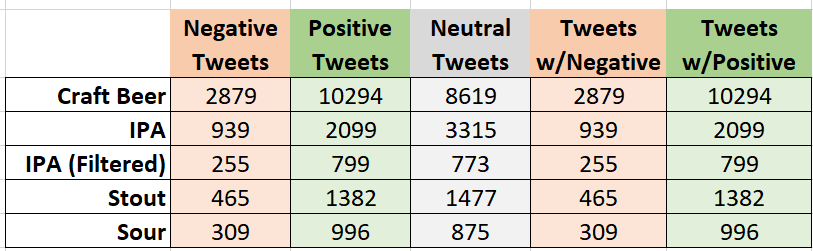 Negative Positive Neutral Tweets Tweets
Tweets Tweets Tweets w/Negative w/Positive
Craft Beer 2879 10294 8619 2879 10294
IPA 939 2099 3315 939 2099
IPA (Filtered) 255 799 773 255 799
Stout 465 1382 1477 465 1382
Sour 309 996 875 309 996